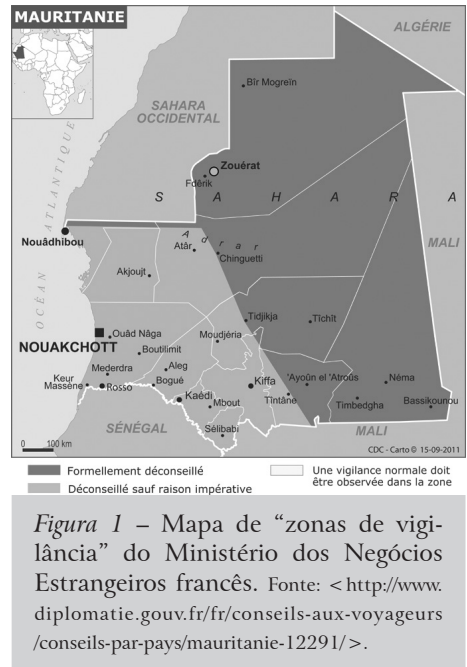 MAURITANIE
ALGÉRIE
Bîr Mogreïn
SAHARA
OCCIDENTAL
Zouérat
Fdérik
S A H A R A
OCÉAN ATLANTIQUE
Nouâdhibou
Adrar
Atâr
Chinguetti
MALI
Akjoujt
Tidjikja
Tîchît
Ouâd Nâga
Moudjéria
NOUAKCHOTT
Boutilimit
Mederdra
Aleg
Keur
Massène
Rosso
Bogué
Kiffa
'Ayoûn el 'Atroûs
Néma
Kaédi
Mbout
Tîntâne
Timbedgha
Bassikounou
SÉNÉGAL
Sélibabi
MALI
0 100 km
CDC - Carto © 15-09-2011
Formellement déconseillé
Déconseillé sauf raison impérative
Une vigilance normale doit
être observée dans la zone
Figura 1 – Mapa de “zonas de vigi-
lância” do Ministério dos Negócios
Estrangeiros francês. Fonte: <http://www.
diplomatie.gouv.fr/fr/conseils-aux-voyageurs
/conseils-par-pays/mauritanie-12291/>.